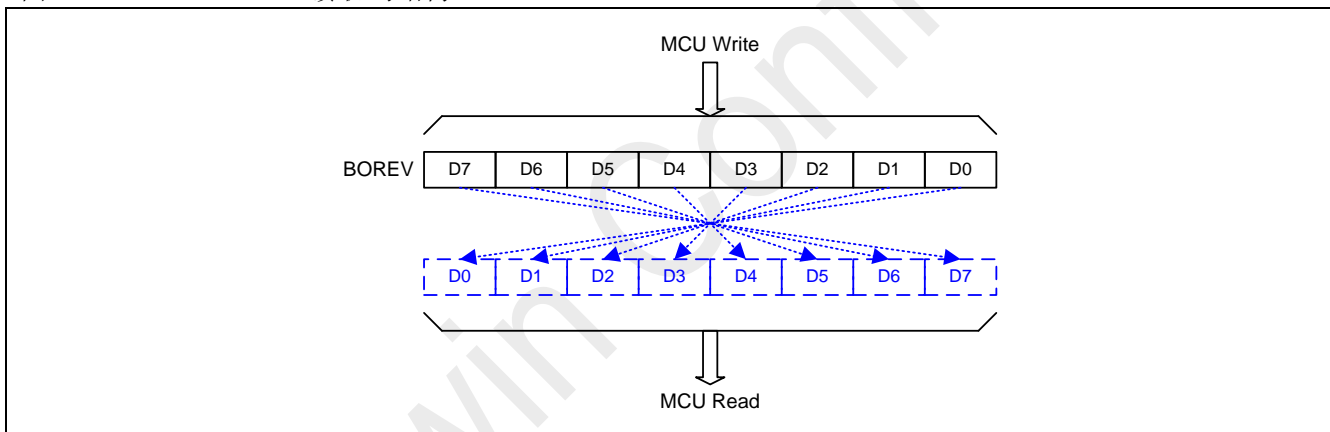 MCU Write
BOREV D7 D6 D5 D4 D3 D2 D1 D0
D0 D1 D2 D3 D4 D5 D6 D7
MCU Read